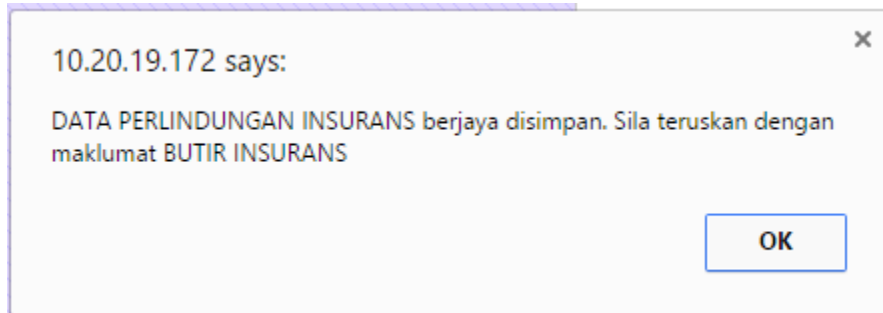 10.20.19.172 says:
DATA PERLINDUNGAN INSURANS berjaya disimpan. Sila teruskan dengan
maklumat BUTIR INSURANS
OK